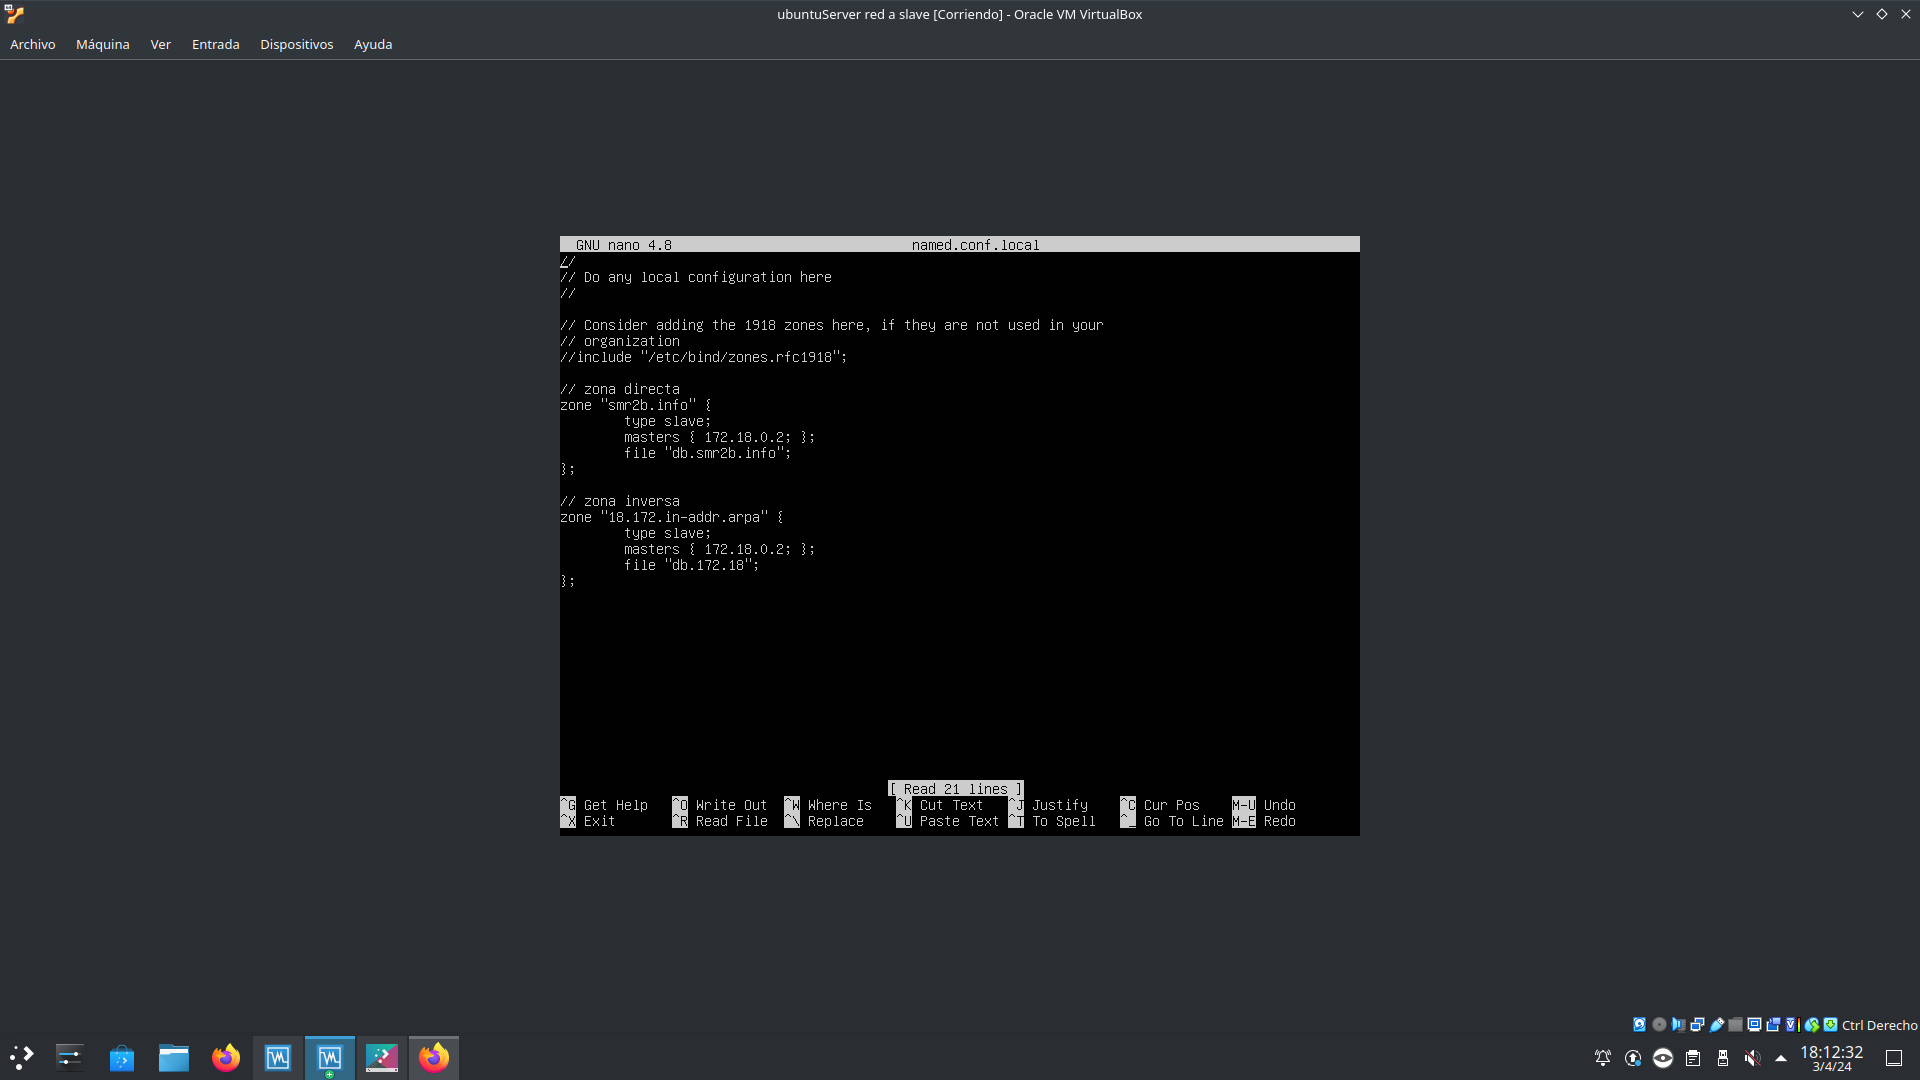 ubuntuServer red a slave [Corriendo] - Oracle VM VirtualBox
Archivo Máquina Ver Entrada Dispositivos Ayuda
GNU nano 4.8 named.conf.local
//
// Do any local configuration here
//
// Consider adding the 1918 zones here, if they are not used in your
// organization
//include "/etc/bind/zones.rfc1918";
// zona directa
zone "smr2b.info" {
type slave;
masters { 172.18.0.2; };
file "db.smr2b.info";
};
// zona inversa
zone "18.172.in-addr.arpa" {
type slave;
masters { 172.18.0.2; };
file "db.172.18";
};
[ Read 21 lines ]
^G Get Help ^O Write Out ^W Where Is ^K Cut Text ^J Justify ^C Cur Pos M-U Undo
^X Exit ^R Read File ^\ Replace ^U Paste Text ^T To Spell ^_ Go To Line M-E Redo
Ctrl Derecho
18:12:32
3/4/24